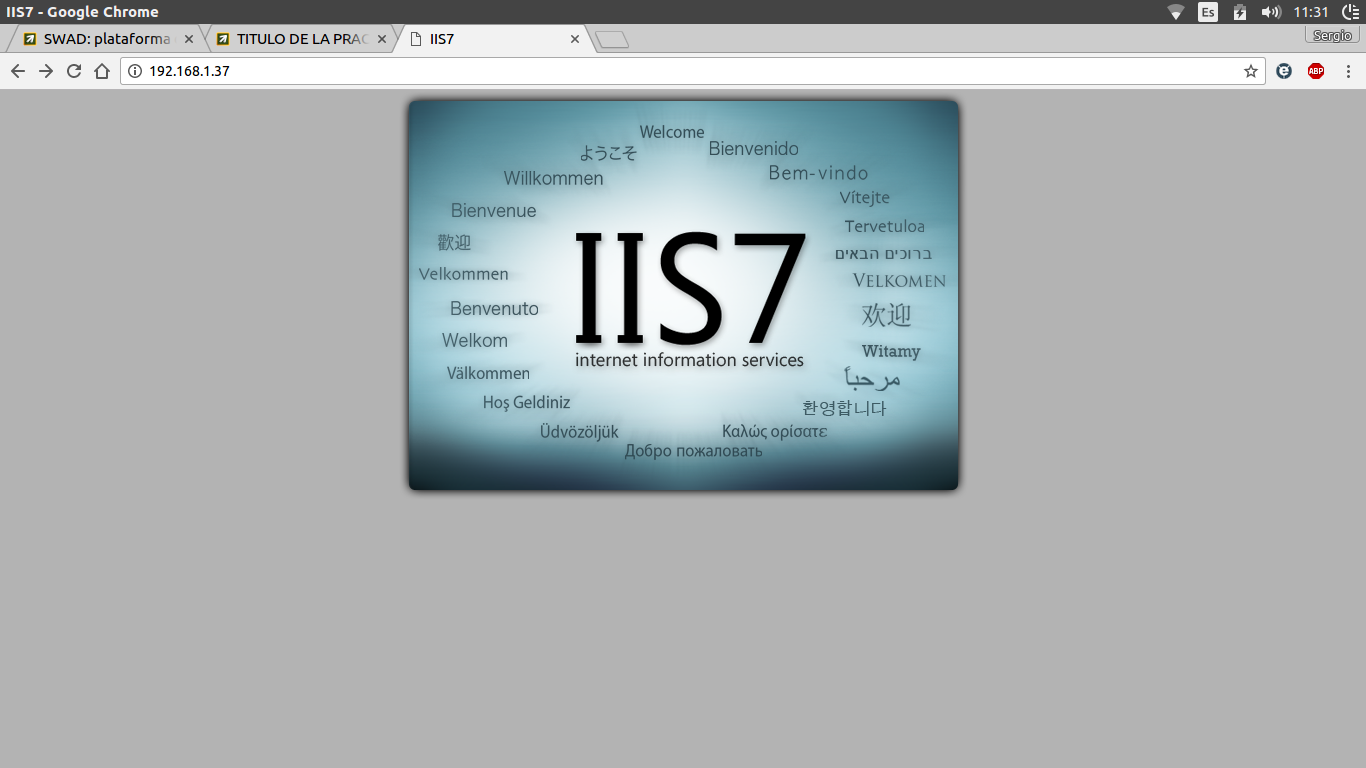 IIS7 - Google Chrome
Es
11:31
SWAD: plataforma
TITULO DE LA PRAC
IIS7
Sergio
192.168.1.37
ABP
Welcome
ようこそ
Bienvenido
Willkommen
Bem-vindo
Bienvenue
Vítejte
歡迎
Tervetuloa
Velkommen
ברוכים הבאים
VELKOMEN
Benvenuto
欢迎
Welkom
Witamy
Välkommen
مرحبأ
Hoş Geldiniz
환영합니다
Üdvözöljük
Καλώς ορίσατε
Добро пожаловать
IIS7
internet information services